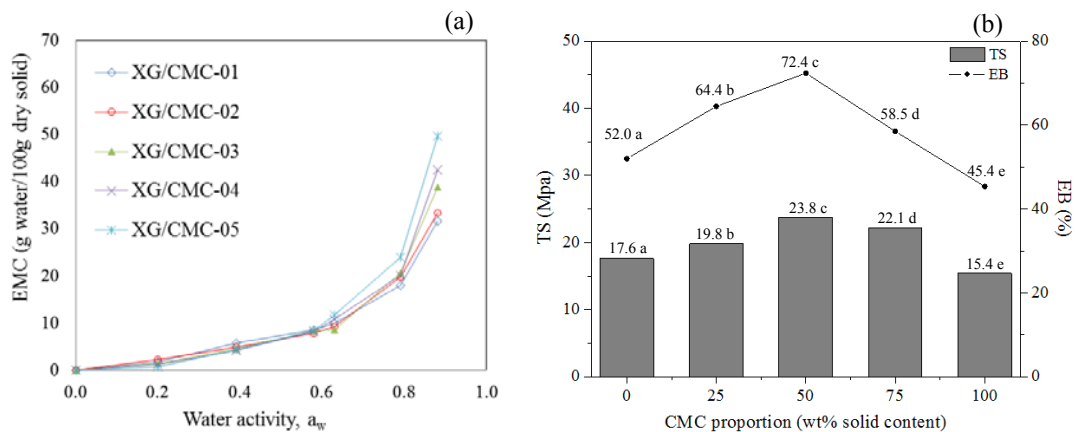 (a)
70
60
50
40
30
20
10
0
EMC (g water/100g dry solid)
XG/CMC-01
XG/CMC-02
XG/CMC-03
XG/CMC-04
XG/CMC-05
0.0 0.2 0.4 0.6 0.8 1.0
Water activity, aw
(b)
TS
EB
50
40
30
20
10
0
TS (Mpa)
80
60
40
20
0
EB (%)
52.0 a
64.4 b
72.4 c
58.5 d
45.4 e
17.6 a
19.8 b
23.8 c
22.1 d
15.4 e
0 25 50 75 100
CMC proportion (wt% solid content)